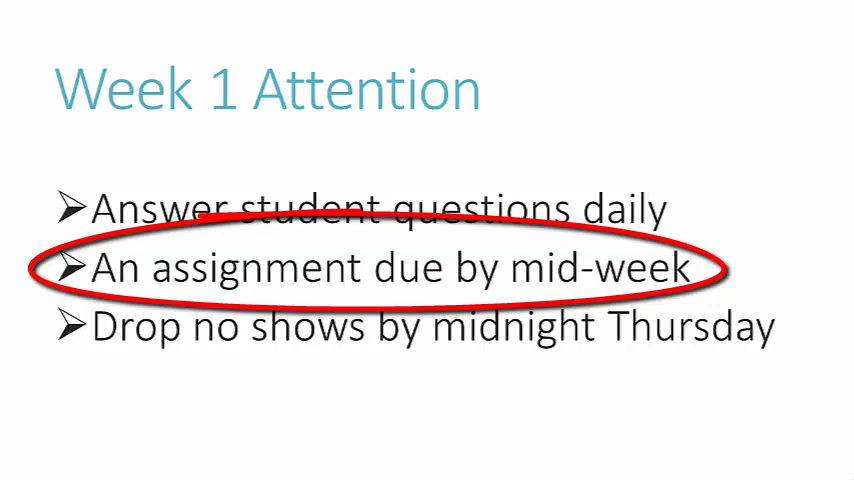 Week 1 Attention
➢Answer student questions daily
➢An assignment due by mid-week
➢Drop no shows by midnight Thursday